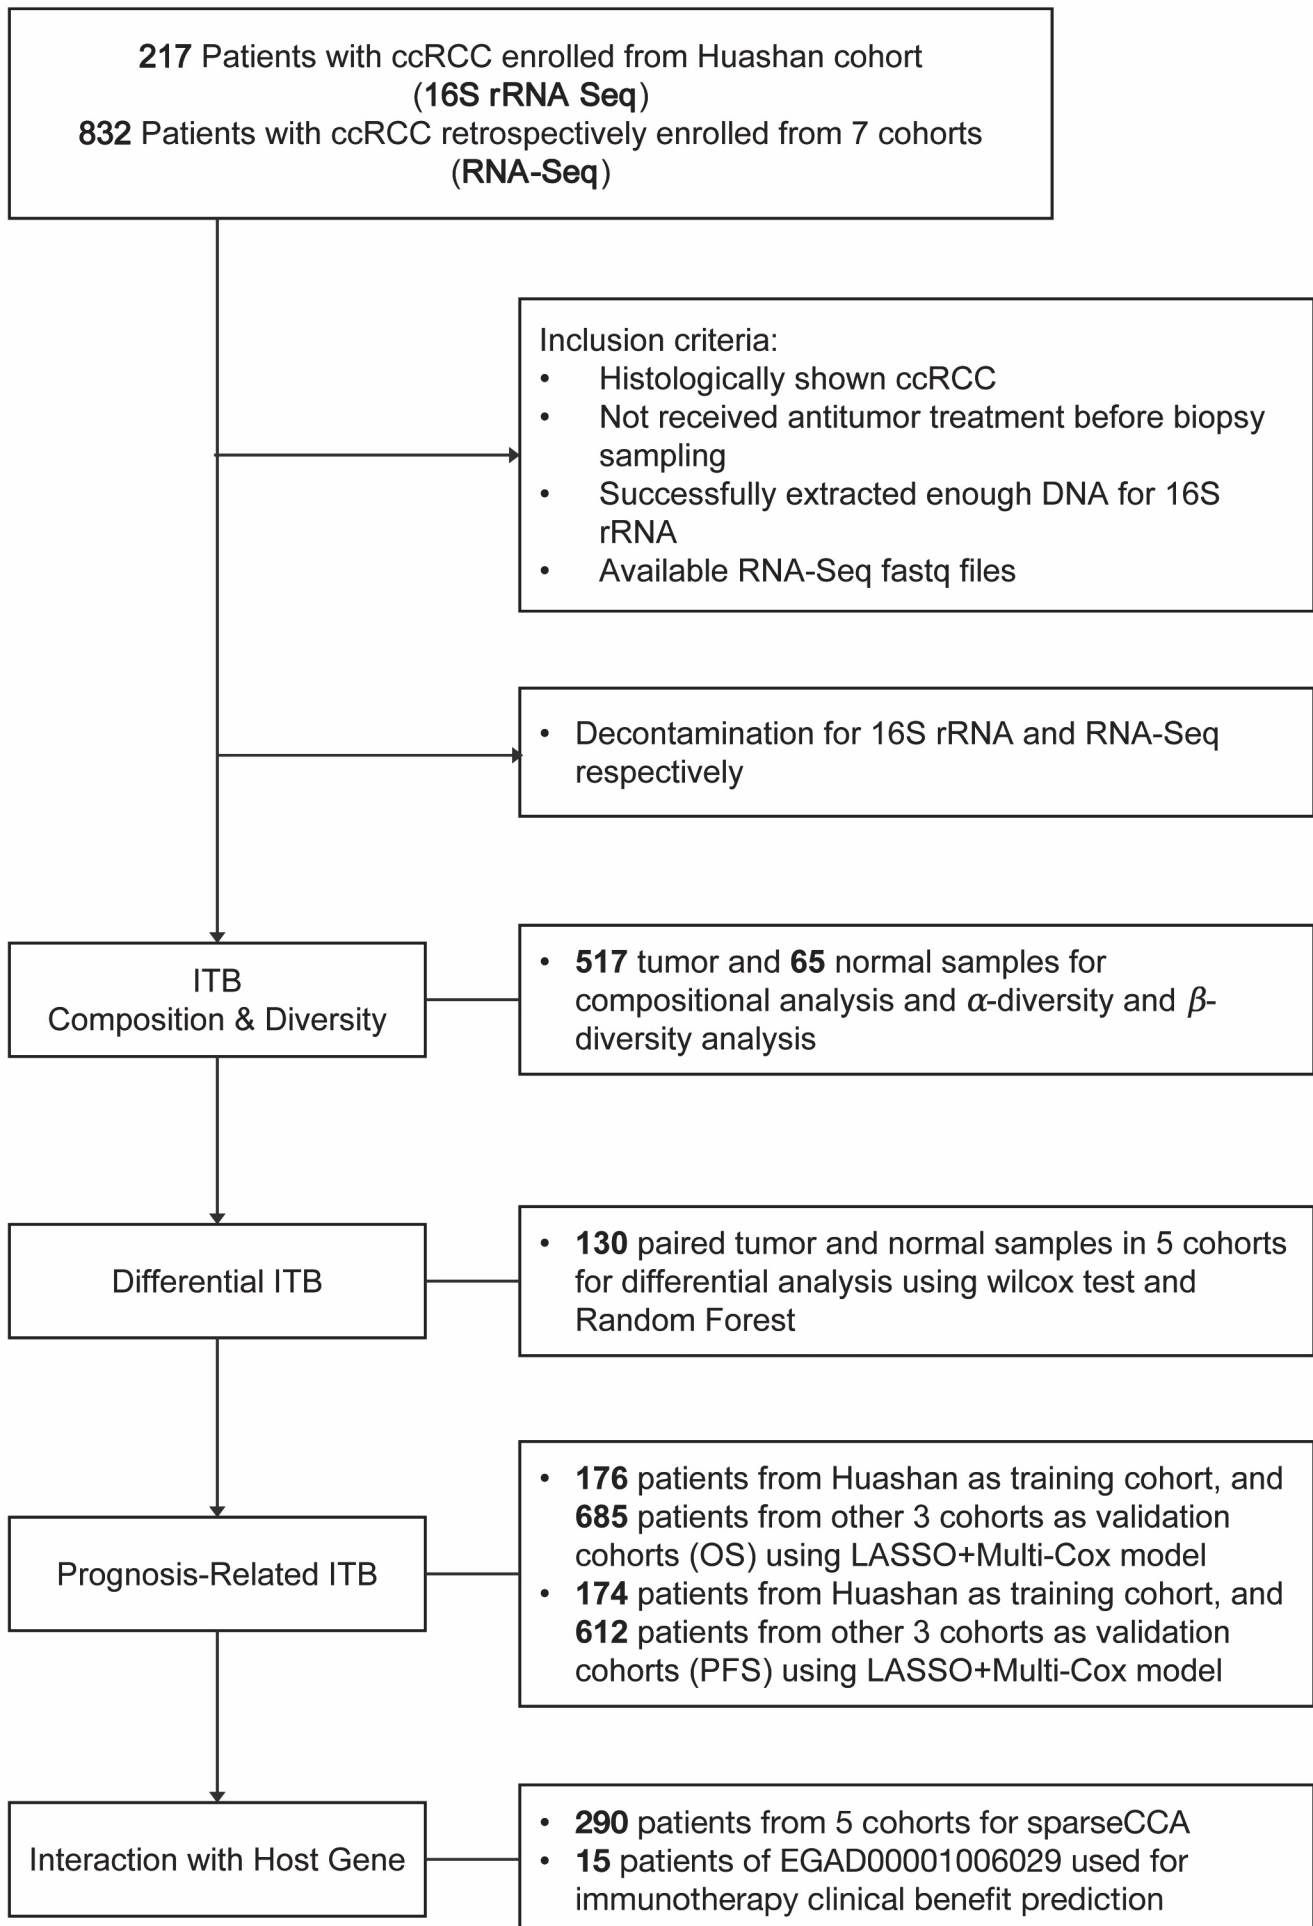 217 Patients with ccRCC enrolled from Huashan cohort
(16S rRNA Seq)
832 Patients with ccRCC retrospectively enrolled from 7 cohorts
(RNA-Seq)
Inclusion criteria:
• Histologically shown ccRCC
• Not received antitumor treatment before biopsy
sampling
• Successfully extracted enough DNA for 16S
rRNA
• Available RNA-Seq fastq files
• Decontamination for 16S rRNA and RNA-Seq
respectively
ITB
Composition & Diversity
• 517 tumor and 65 normal samples for
compositional analysis and α-diversity and β-
diversity analysis
Differential ITB
• 130 paired tumor and normal samples in 5 cohorts
for differential analysis using wilcox test and
Random Forest
Prognosis-Related ITB
• 176 patients from Huashan as training cohort, and
685 patients from other 3 cohorts as validation
cohorts (OS) using LASSO+Multi-Cox model
• 174 patients from Huashan as training cohort, and
612 patients from other 3 cohorts as validation
cohorts (PFS) using LASSO+Multi-Cox model
Interaction with Host Gene
• 290 patients from 5 cohorts for sparseCCA
• 15 patients of EGAD00001006029 used for
immunotherapy clinical benefit prediction